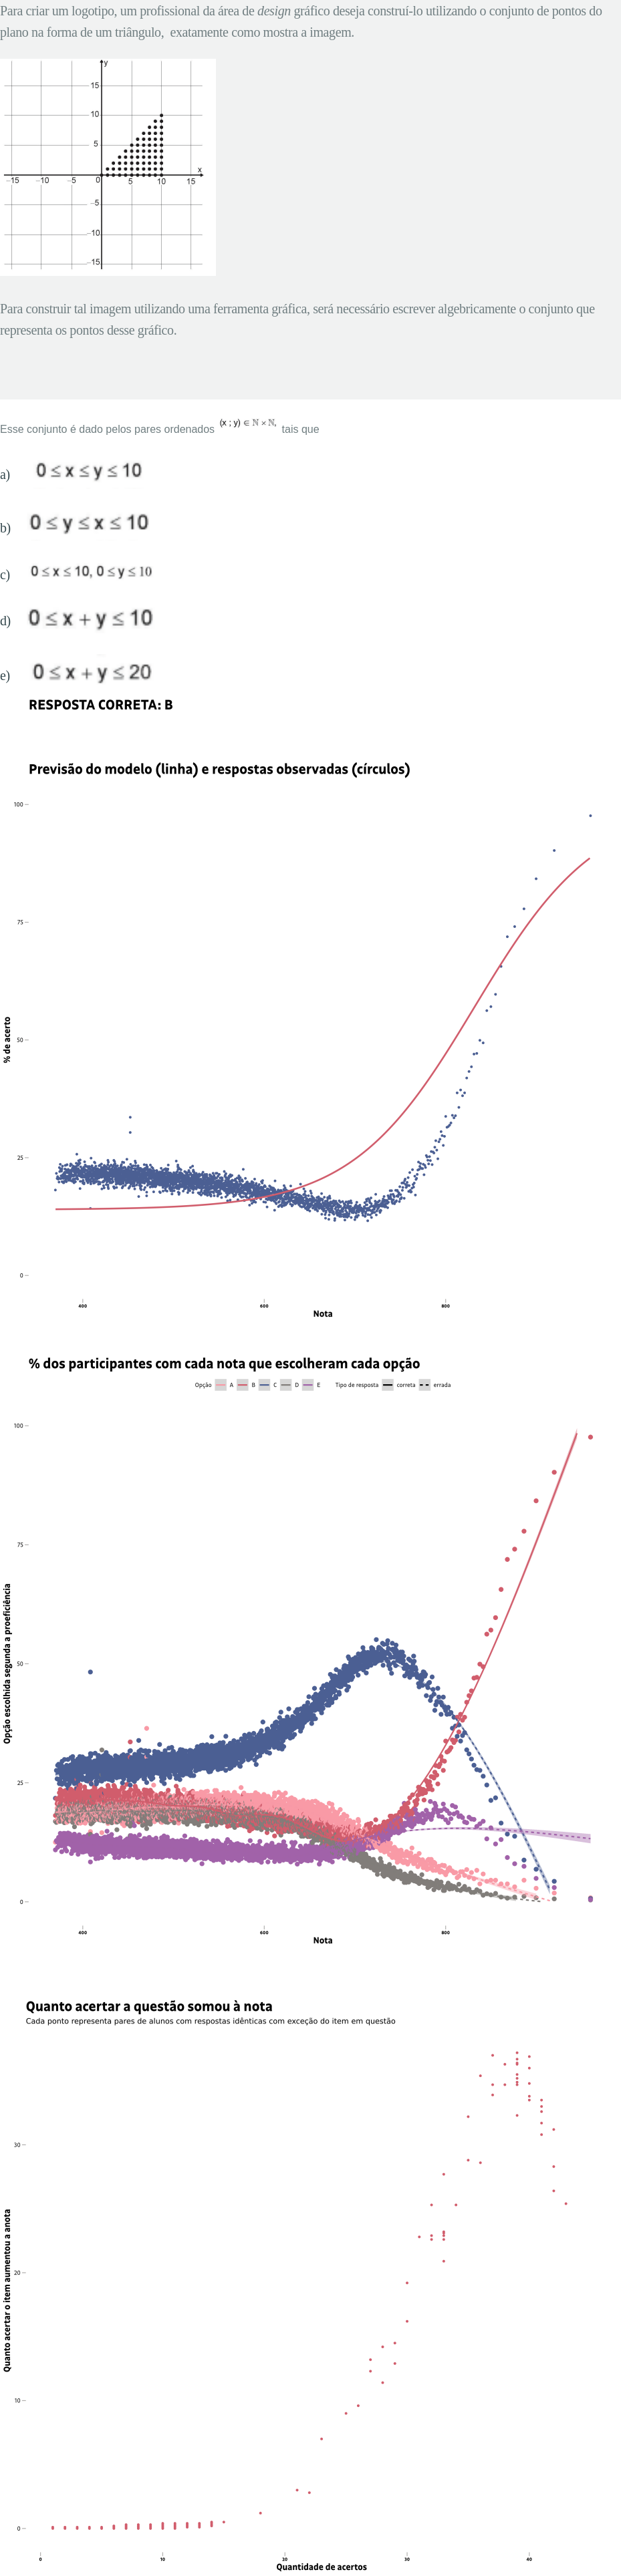 Para criar um logotipo, um profissional da área de design gráfico deseja construí-lo utilizando o conjunto de pontos do
plano na forma de um triângulo, exatamente como mostra a imagem.
y
15
10
5
x
-15 -10 -5 0 5 10 15
-5
-10
-15
Para construir tal imagem utilizando uma ferramenta gráfica, será necessário escrever algebricamente o conjunto que
representa os pontos desse gráfico.
Esse conjunto é dado pelos pares ordenados (x ; y) ∈ ℕ × ℕ, tais que
a) 0 ≤ x ≤ y ≤ 10
b) 0 ≤ y ≤ x ≤ 10
c) 0 ≤ x ≤ 10, 0 ≤ y ≤ 10
d) 0 ≤ x + y ≤ 10
e) 0 ≤ x + y ≤ 20
RESPOSTA CORRETA: B
Previsão do modelo (linha) e respostas observadas (círculos)
100
75
% de acerto
50
25
0
400 600 800
Nota
% dos participantes com cada nota que escolheram cada opção
Opção A B C D E Tipo de resposta correta errada
100
75
Opção escolhida segunda a proeficiência
50
25
0
400 600 800
Nota
Quanto acertar a questão somou à nota
Cada ponto representa pares de alunos com respostas idênticas com exceção do item em questão
30
Quanto acertar o item aumentou a anota
20
10
0
0 10 20 30 40
Quantidade de acertos